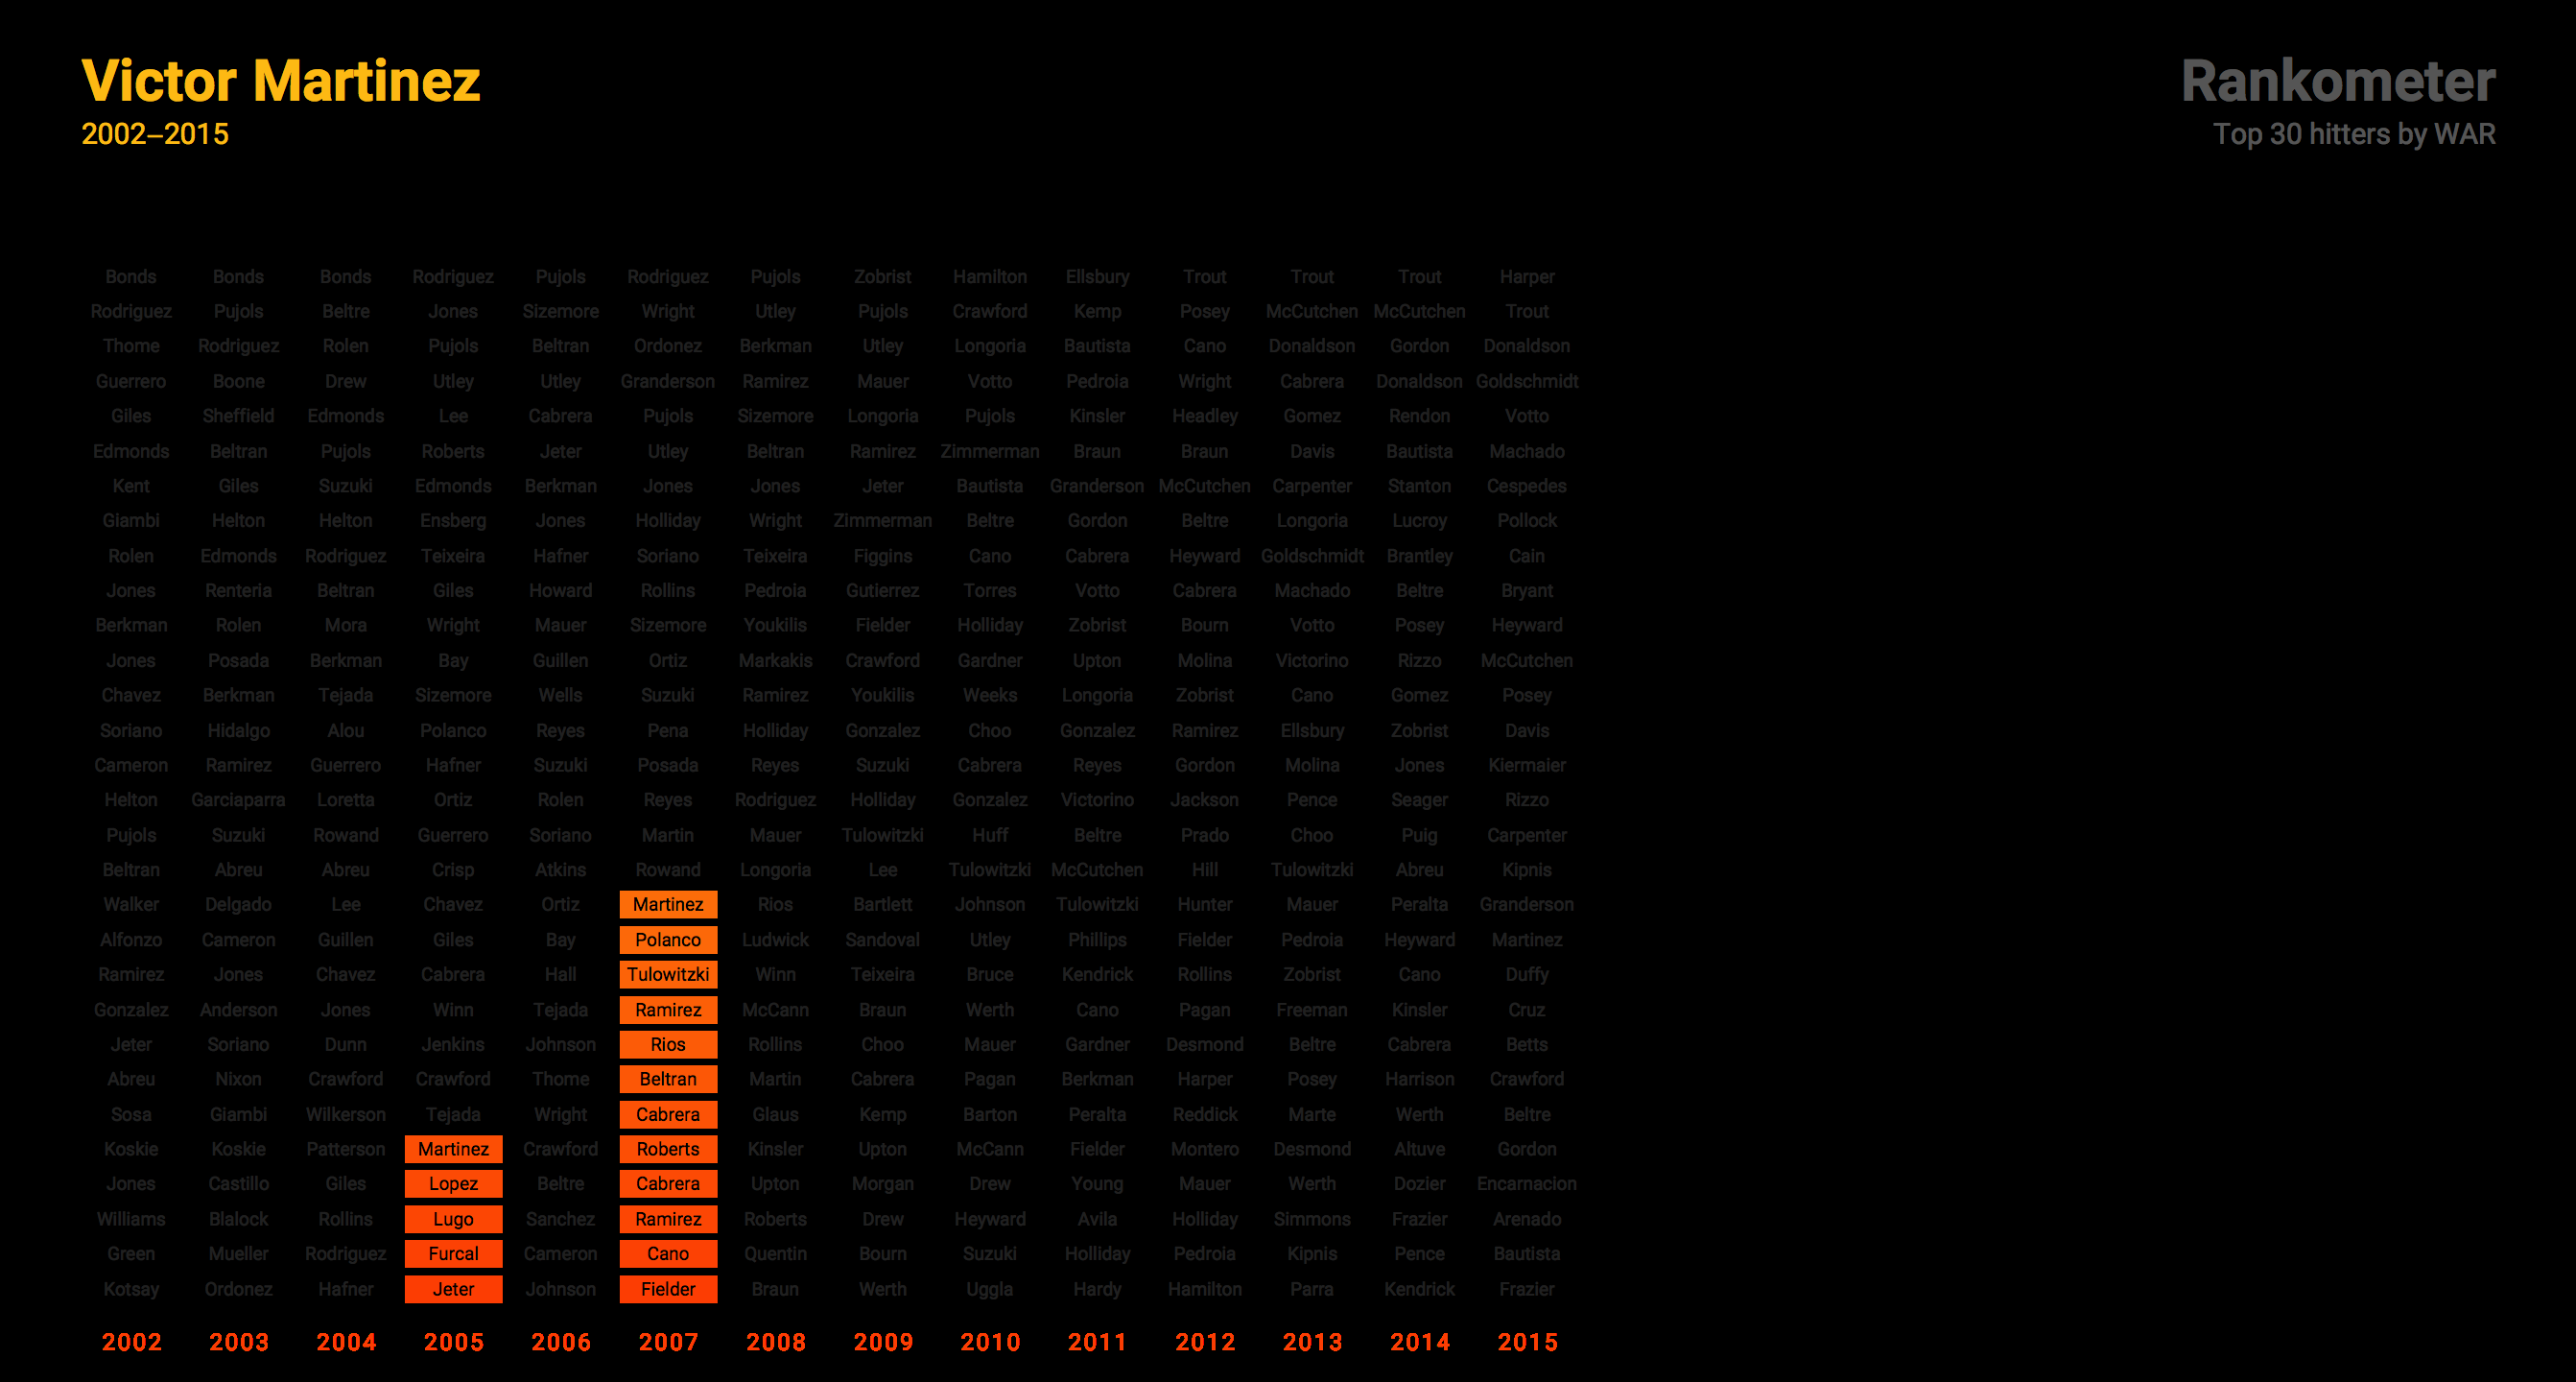 Victor Martinez Rankometer
2002–2015 Top 30 hitters by WAR
Bonds Bonds Bonds Rodriguez Pujols Rodriguez Pujols Zobrist Hamilton Ellsbury Trout Trout Trout Harper
Rodriguez Pujols Beltre Jones Sizemore Wright Utley Pujols Crawford Kemp Posey McCutchen McCutchen Trout
Thome Rodriguez Rolen Pujols Beltran Ordonez Berkman Utley Longoria Bautista Cano Donaldson Gordon Donaldson
Guerrero Boone Drew Utley Utley Granderson Ramirez Mauer Votto Pedroia Wright Cabrera Donaldson Goldschmidt
Giles Sheffield Edmonds Lee Cabrera Pujols Sizemore Longoria Pujols Kinsler Headley Gomez Rendon Votto
Edmonds Beltran Pujols Roberts Jeter Utley Beltran Ramirez Zimmerman Braun Braun Davis Bautista Machado
Kent Giles Suzuki Edmonds Berkman Jones Jones Jeter Bautista Granderson McCutchen Carpenter Stanton Cespedes
Giambi Helton Helton Ensberg Jones Holliday Wright Zimmerman Beltre Gordon Beltre Longoria Lucroy Pollock
Rolen Edmonds Rodriguez Teixeira Hafner Soriano Teixeira Figgins Cano Cabrera Heyward Goldschmidt Brantley Cain
Jones Renteria Beltran Giles Howard Rollins Pedroia Gutierrez Torres Votto Cabrera Machado Beltre Bryant
Berkman Rolen Mora Wright Mauer Sizemore Youkilis Fielder Holliday Zobrist Bourn Votto Posey Heyward
Jones Posada Berkman Bay Guillen Ortiz Markakis Crawford Gardner Upton Molina Victorino Rizzo McCutchen
Chavez Berkman Tejada Sizemore Wells Suzuki Ramirez Youkilis Weeks Longoria Zobrist Cano Gomez Posey
Soriano Hidalgo Alou Polanco Reyes Pena Holliday Gonzalez Choo Gonzalez Ramirez Ellsbury Zobrist Davis
Cameron Ramirez Guerrero Hafner Suzuki Posada Reyes Suzuki Cabrera Reyes Gordon Molina Jones Kiermaier
Helton Garciaparra Loretta Ortiz Rolen Reyes Rodriguez Holliday Gonzalez Victorino Jackson Pence Seager Rizzo
Pujols Suzuki Rowand Guerrero Soriano Martin Mauer Tulowitzki Huff Beltre Prado Choo Puig Carpenter
Beltran Abreu Abreu Crisp Atkins Rowand Longoria Lee Tulowitzki McCutchen Hill Tulowitzki Abreu Kipnis
Walker Delgado Lee Chavez Ortiz Martinez Rios Bartlett Johnson Tulowitzki Hunter Mauer Peralta Granderson
Alfonzo Cameron Guillen Giles Bay Polanco Ludwick Sandoval Utley Phillips Fielder Pedroia Heyward Martinez
Ramirez Jones Chavez Cabrera Hall Tulowitzki Winn Teixeira Bruce Kendrick Rollins Zobrist Cano Duffy
Gonzalez Anderson Jones Winn Tejada Ramirez McCann Braun Werth Cano Pagan Freeman Kinsler Cruz
Jeter Soriano Dunn Jenkins Johnson Rios Rollins Choo Mauer Gardner Desmond Beltre Cabrera Betts
Abreu Nixon Crawford Crawford Thome Beltran Martin Cabrera Pagan Berkman Harper Posey Harrison Crawford
Sosa Giambi Wilkerson Tejada Wright Cabrera Glaus Kemp Barton Peralta Reddick Marte Werth Beltre
Koskie Koskie Patterson Martinez Crawford Roberts Kinsler Upton McCann Fielder Montero Desmond Altuve Gordon
Jones Castillo Giles Lopez Beltre Cabrera Upton Morgan Drew Young Mauer Werth Dozier Encarnacion
Williams Blalock Rollins Lugo Sanchez Ramirez Roberts Drew Heyward Avila Holliday Simmons Frazier Arenado
Green Mueller Rodriguez Furcal Cameron Cano Quentin Bourn Suzuki Holliday Pedroia Kipnis Pence Bautista
Kotsay Ordonez Hafner Jeter Johnson Fielder Braun Werth Uggla Hardy Hamilton Parra Kendrick Frazier
2002 2003 2004 2005 2006 2007 2008 2009 2010 2011 2012 2013 2014 2015